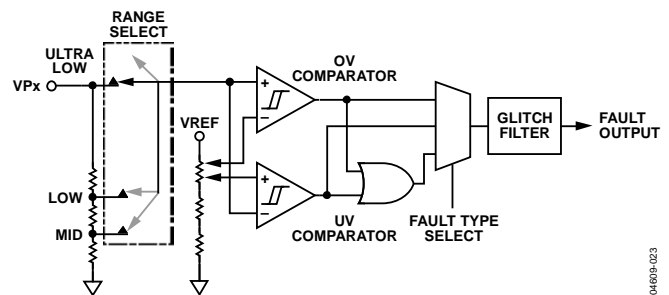 RANGE
SELECT
ULTRA
LOW
VPx
LOW
MID
VREF
+
−
OV
COMPARATOR
+
−
UV
COMPARATOR
FAULT TYPE
SELECT
GLITCH
FILTER
FAULT
OUTPUT
04609-023